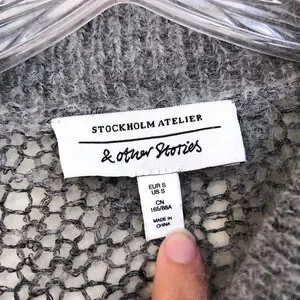 STOCKHOLM ATELIER
& other Stories
EUR S
US S
CN
165/88A
MADE IN
CHINA